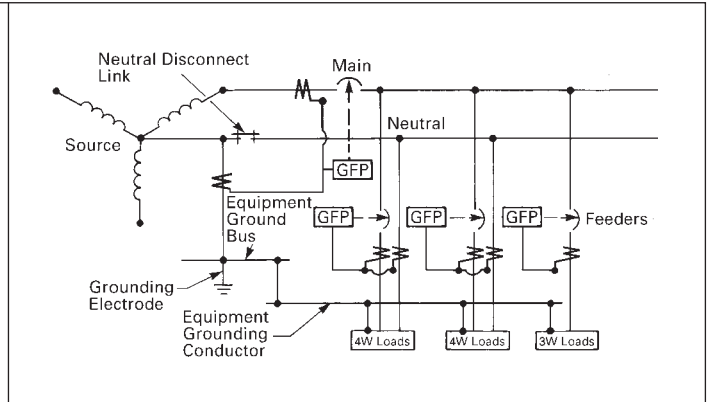 Neutral Disconnect
Link
Main
Source
Neutral
GFP
Equipment
Ground
Bus
GFP
GFP
GFP
Feeders
Grounding
Electrode
Equipment
Grounding
Conductor
4W Loads
4W Loads
3W Loads